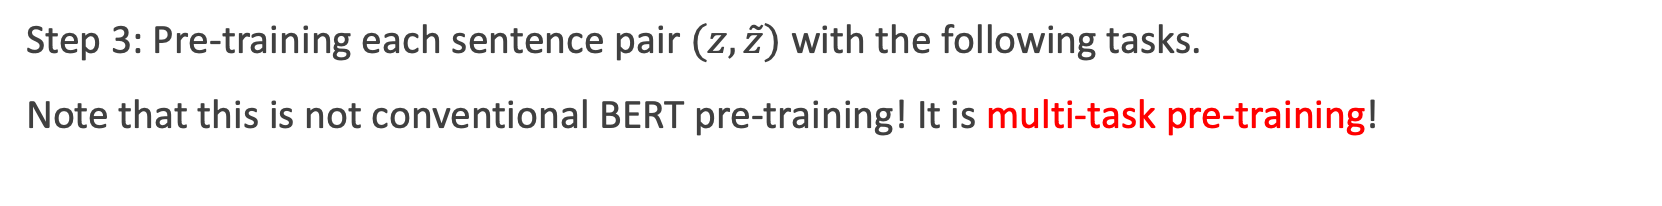 Step 3: Pre-training each sentence pair (z, z̃) with the following tasks.
Note that this is not conventional BERT pre-training! It is multi-task pre-training!